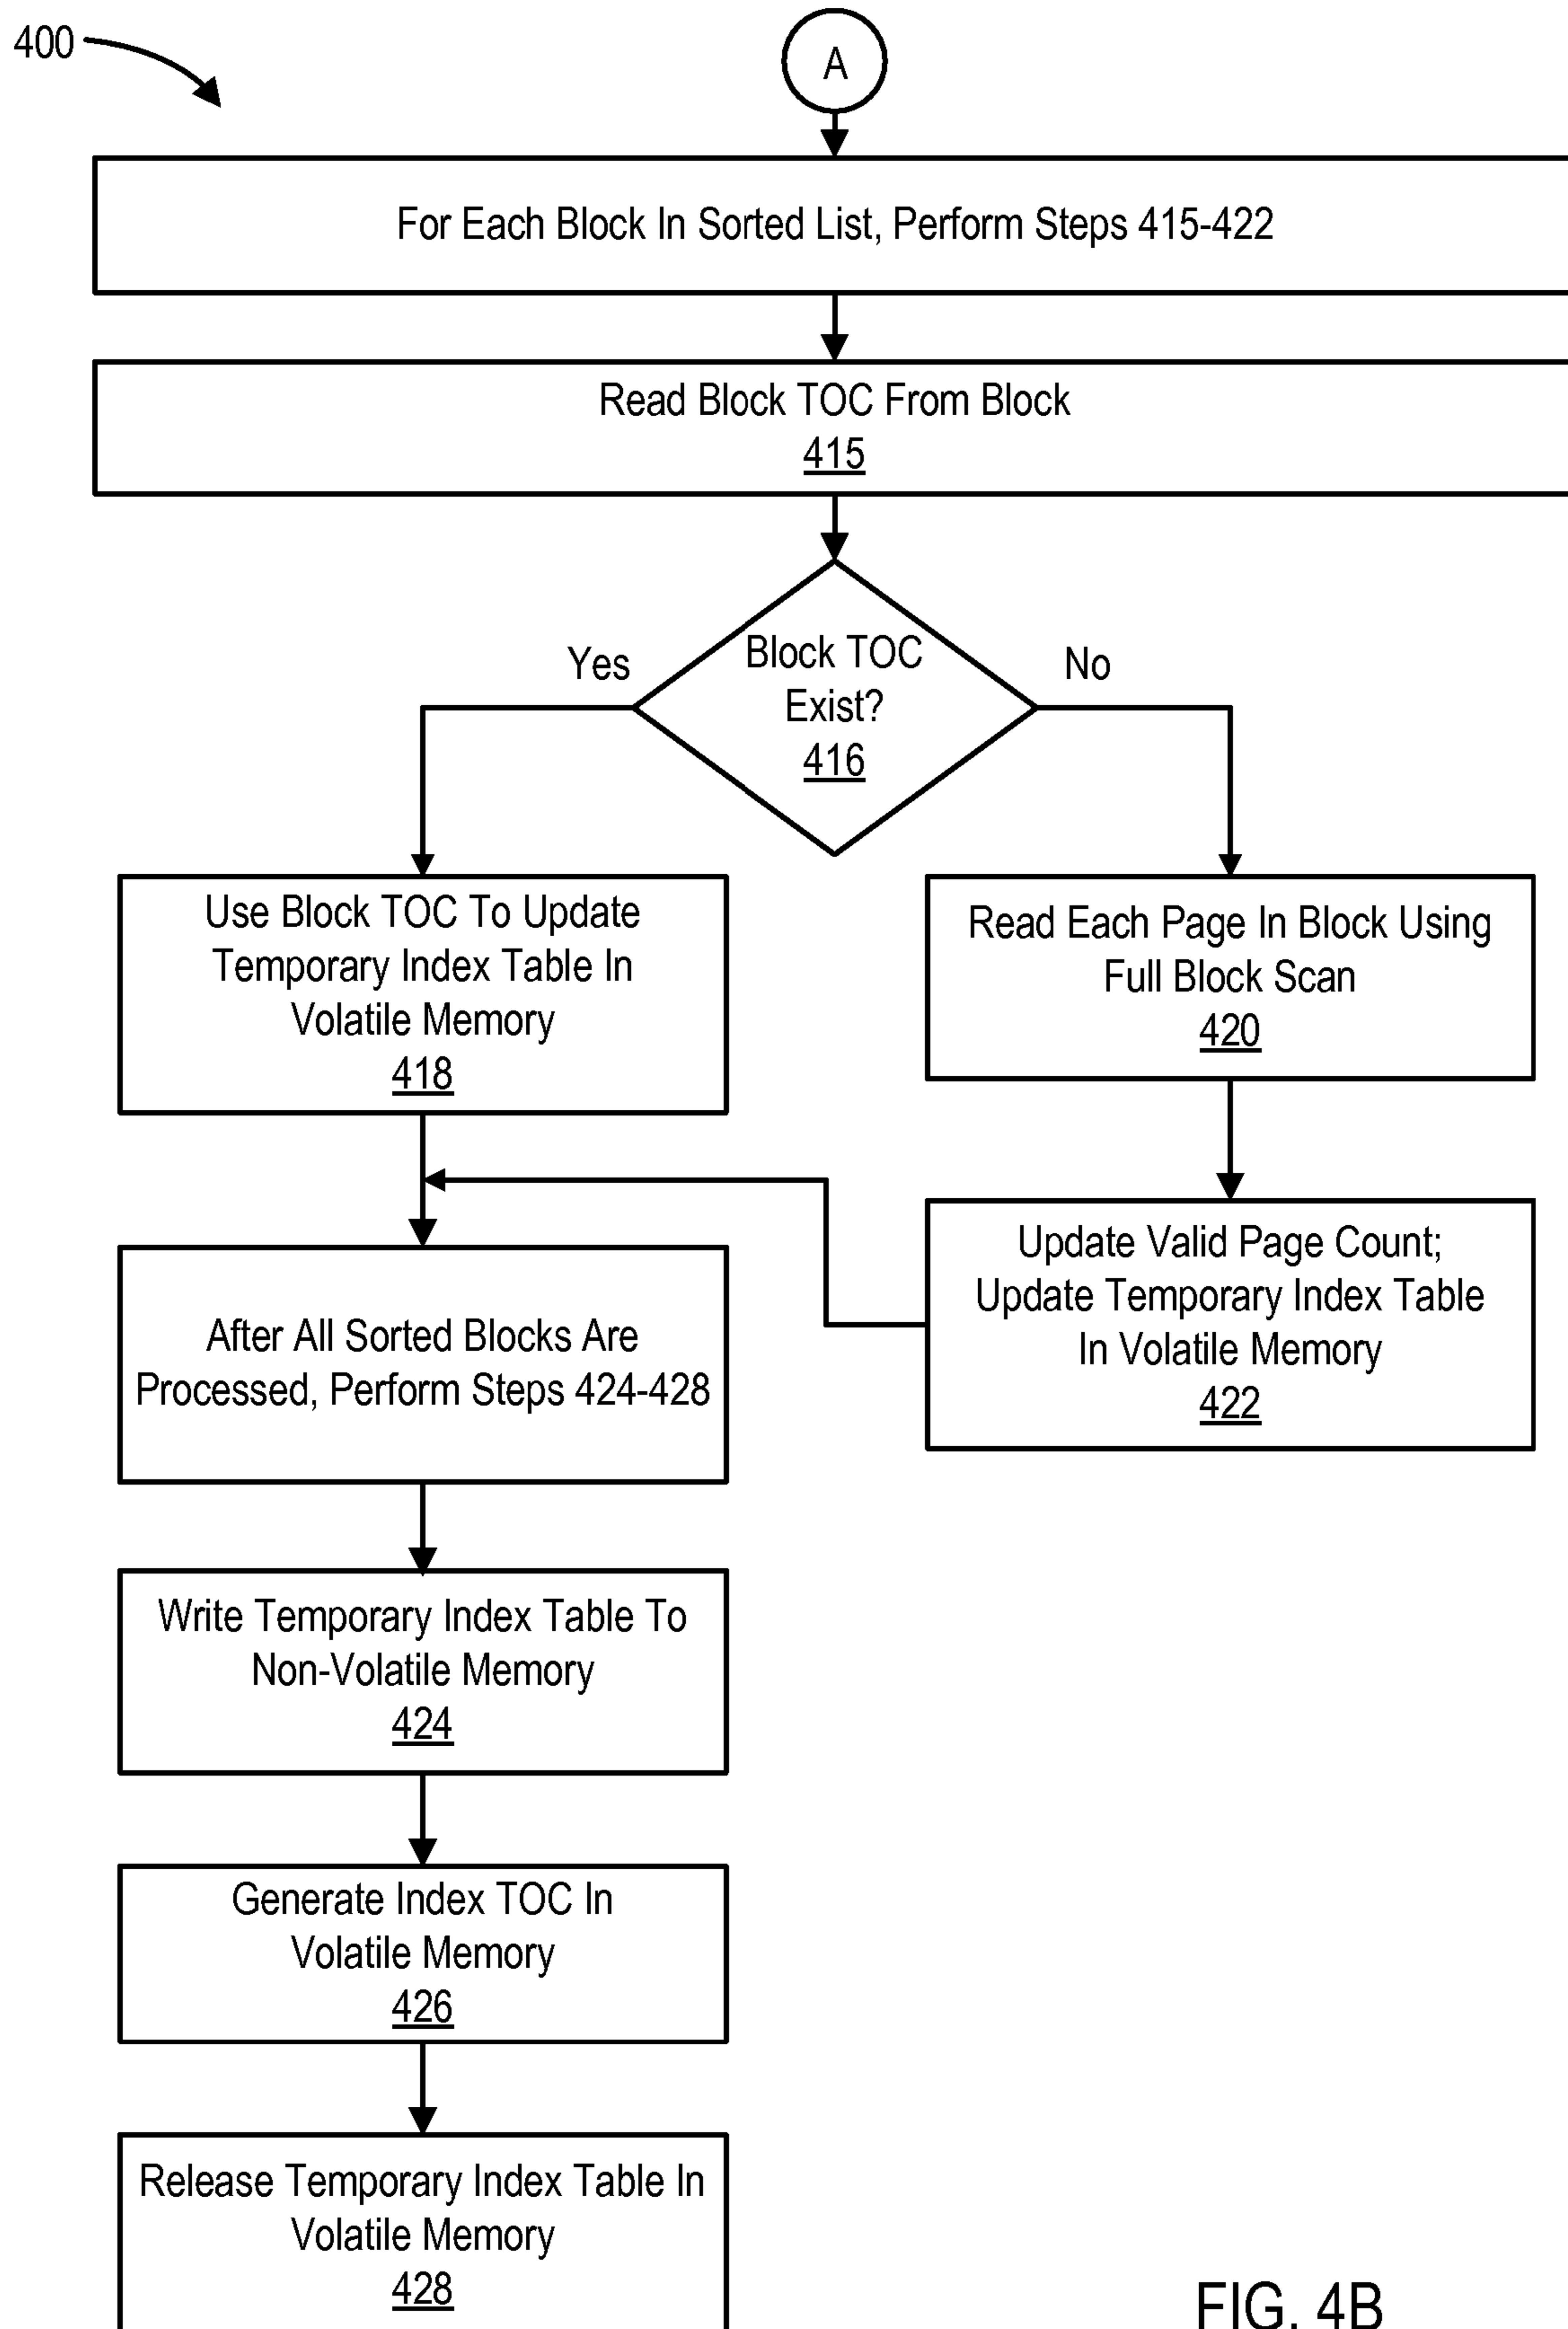 400
A
For Each Block In Sorted List, Perform Steps 415-422
Read Block TOC From Block
415
Block TOC
Exist?
416
Yes
No
Use Block TOC To Update
Temporary Index Table In
Volatile Memory
418
Read Each Page In Block Using
Full Block Scan
420
Update Valid Page Count;
Update Temporary Index Table
In Volatile Memory
422
After All Sorted Blocks Are
Processed, Perform Steps 424-428
Write Temporary Index Table To
Non-Volatile Memory
424
Generate Index TOC In
Volatile Memory
426
Release Temporary Index Table In
Volatile Memory
428
FIG. 4B